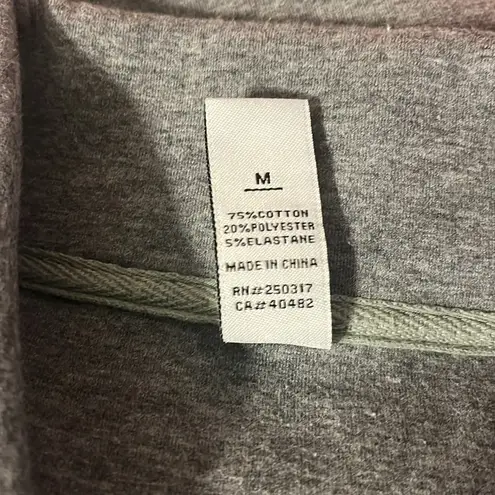 M
75%COTTON
20%POLYESTER
5%ELASTANE
MADE IN CHINA
RN#250317
CA#40482